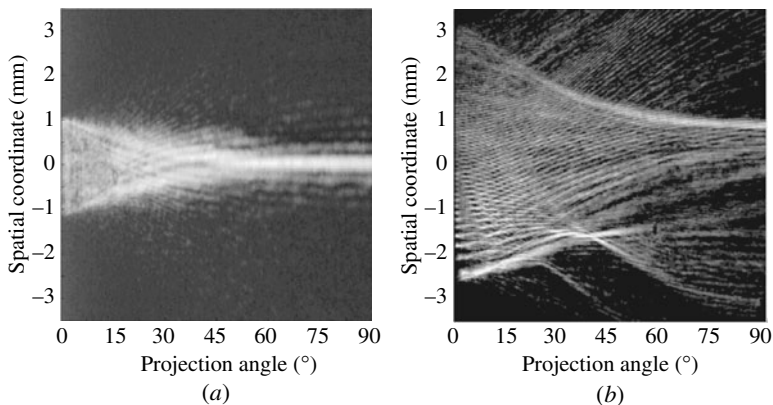 3
2
1
0
–1
–2
–3
Spatial coordinate (mm)
0 15 30 45 60 75 90
Projection angle (°)
(a)
3
2
1
0
–1
–2
–3
Spatial coordinate (mm)
0 15 30 45 60 75 90
Projection angle (°)
(b)